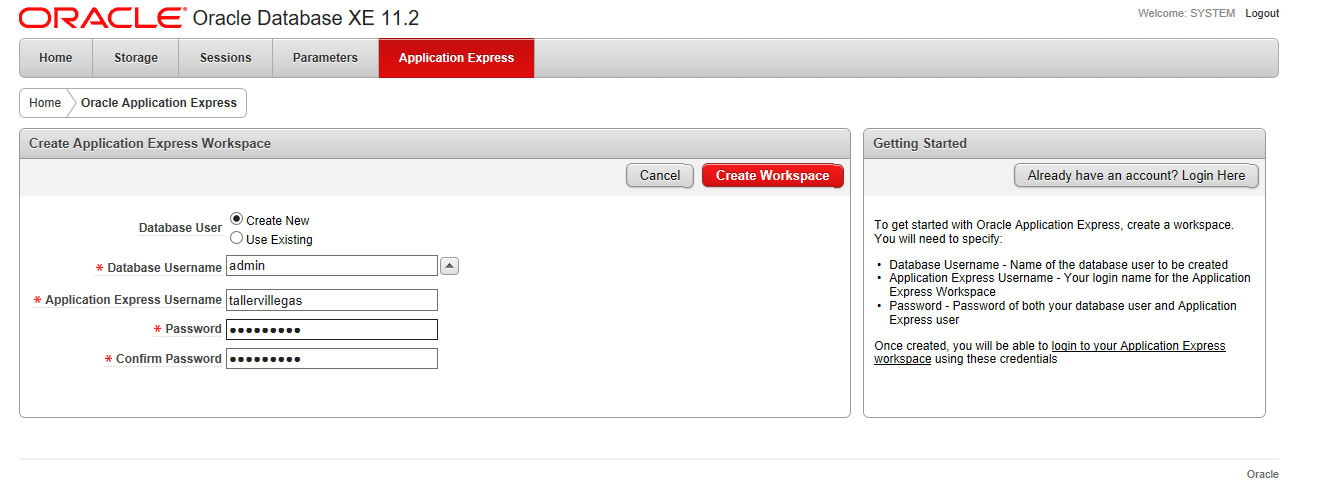 ORACLE Oracle Database XE 11.2
Welcome: SYSTEM Logout
Home Storage Sessions Parameters Application Express
Home Oracle Application Express
Create Application Express Workspace
Cancel Create Workspace
Database User Create New
Use Existing
* Database Username admin
* Application Express Username tallervillegas
* Password ●●●●●●●●●
* Confirm Password ●●●●●●●●●
Getting Started
Already have an account? Login Here
To get started with Oracle Application Express, create a workspace.
You will need to specify:
• Database Username - Name of the database user to be created
• Application Express Username - Your login name for the Application
Express Workspace
• Password - Password of both your database user and Application
Express user
Once created, you will be able to login to your Application Express
workspace using these credentials
Oracle